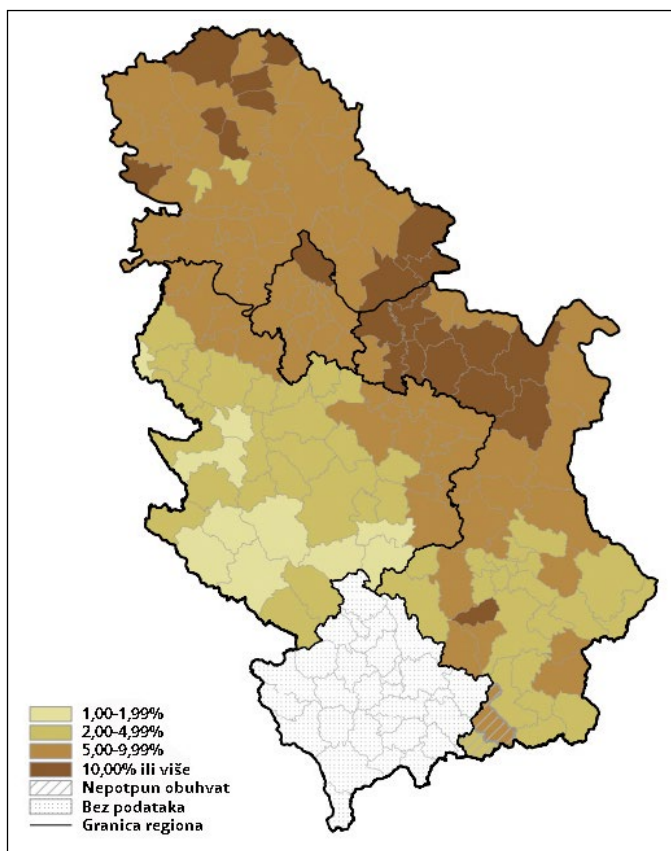 1,00-1,99%
2,00-4,99%
5,00-9,99%
10,00% ili više
Nepotpun obuhvat
Bez podataka
Granica regiona